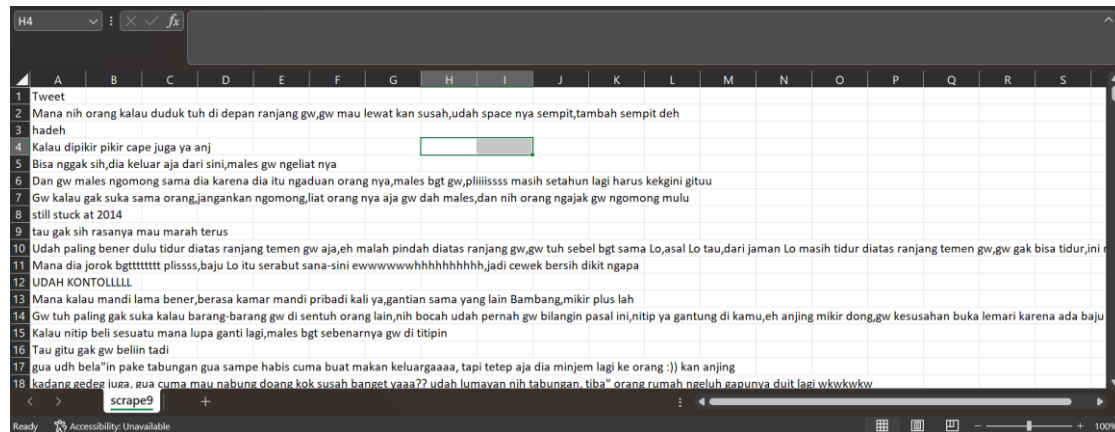 H4 fx
A B C D E F G H I J K L M N O P Q R S
1 Tweet
2 Mana nih orang kalau duduk tuh di depan ranjang gw,gw mau lewat kan susah,udah space nya sempit,tambah sempit deh
3 hadeh
4 Kalau dipikir pikir cape juga ya anj
5 Bisa nggak sih,dia keluar aja dari sini,males gw ngeliat nya
6 Dan gw males ngomong sama dia karena dia itu ngaduan orang nya,males bgt gw,pliiiissss masih setahun lagi harus kekgini gituu
7 Gw kalau gak suka sama orang,jangankan ngomong,liat orang nya aja gw dah males,dan nih orang ngajak gw ngomong mulu
8 still stuck at 2014
9 tau gak sih rasanya mau marah terus
10 Udah paling bener dulu tidur diatas ranjang temen gw aja,eh malah pindah diatas ranjang gw,gw tuh sebel bgt sama Lo,asal Lo tau,dari jaman Lo masih tidur diatas ranjang temen gw,gw gak bisa tidur,ini
11 Mana dia jorok bgtttttttt plissss,baju Lo itu serabut sana-sini ewwwwwwhhhhhhhhhh,jadi cewek bersih dikit ngapa
12 UDAH KONTOLLLLL
13 Mana kalau mandi lama bener,berasa kamar mandi pribadi kali ya,gantian sama yang lain Bambang,mikir plus lah
14 Gw tuh paling gak suka kalau barang-barang gw di sentuh orang lain,nih bocah udah pernah gw bilangin pasal ini,nitip ya gantung di kamu,eh anjing mikir dong,gw kesusahan buka lemari karena ada baju
15 Kalau nitip beli sesuatu mana lupa ganti lagi,males bgt sebenarnya gw di titipin
16 Tau gitu gak gw beliin tadi
17 gua udh bela"in pake tabungan gua sampe habis cuma buat makan keluargaaaa, tapi tetep aja dia minjem lagi ke orang :)) kan anjing
18 kadang gedeg juga, gua cuma mau nabung doang kok susah banget yaaa?? udah lumayan nih tabungan, tiba" orang rumah ngeluh gapunya duit lagi wkwkwkw
scrape9
Ready Accessibility: Unavailable 100%